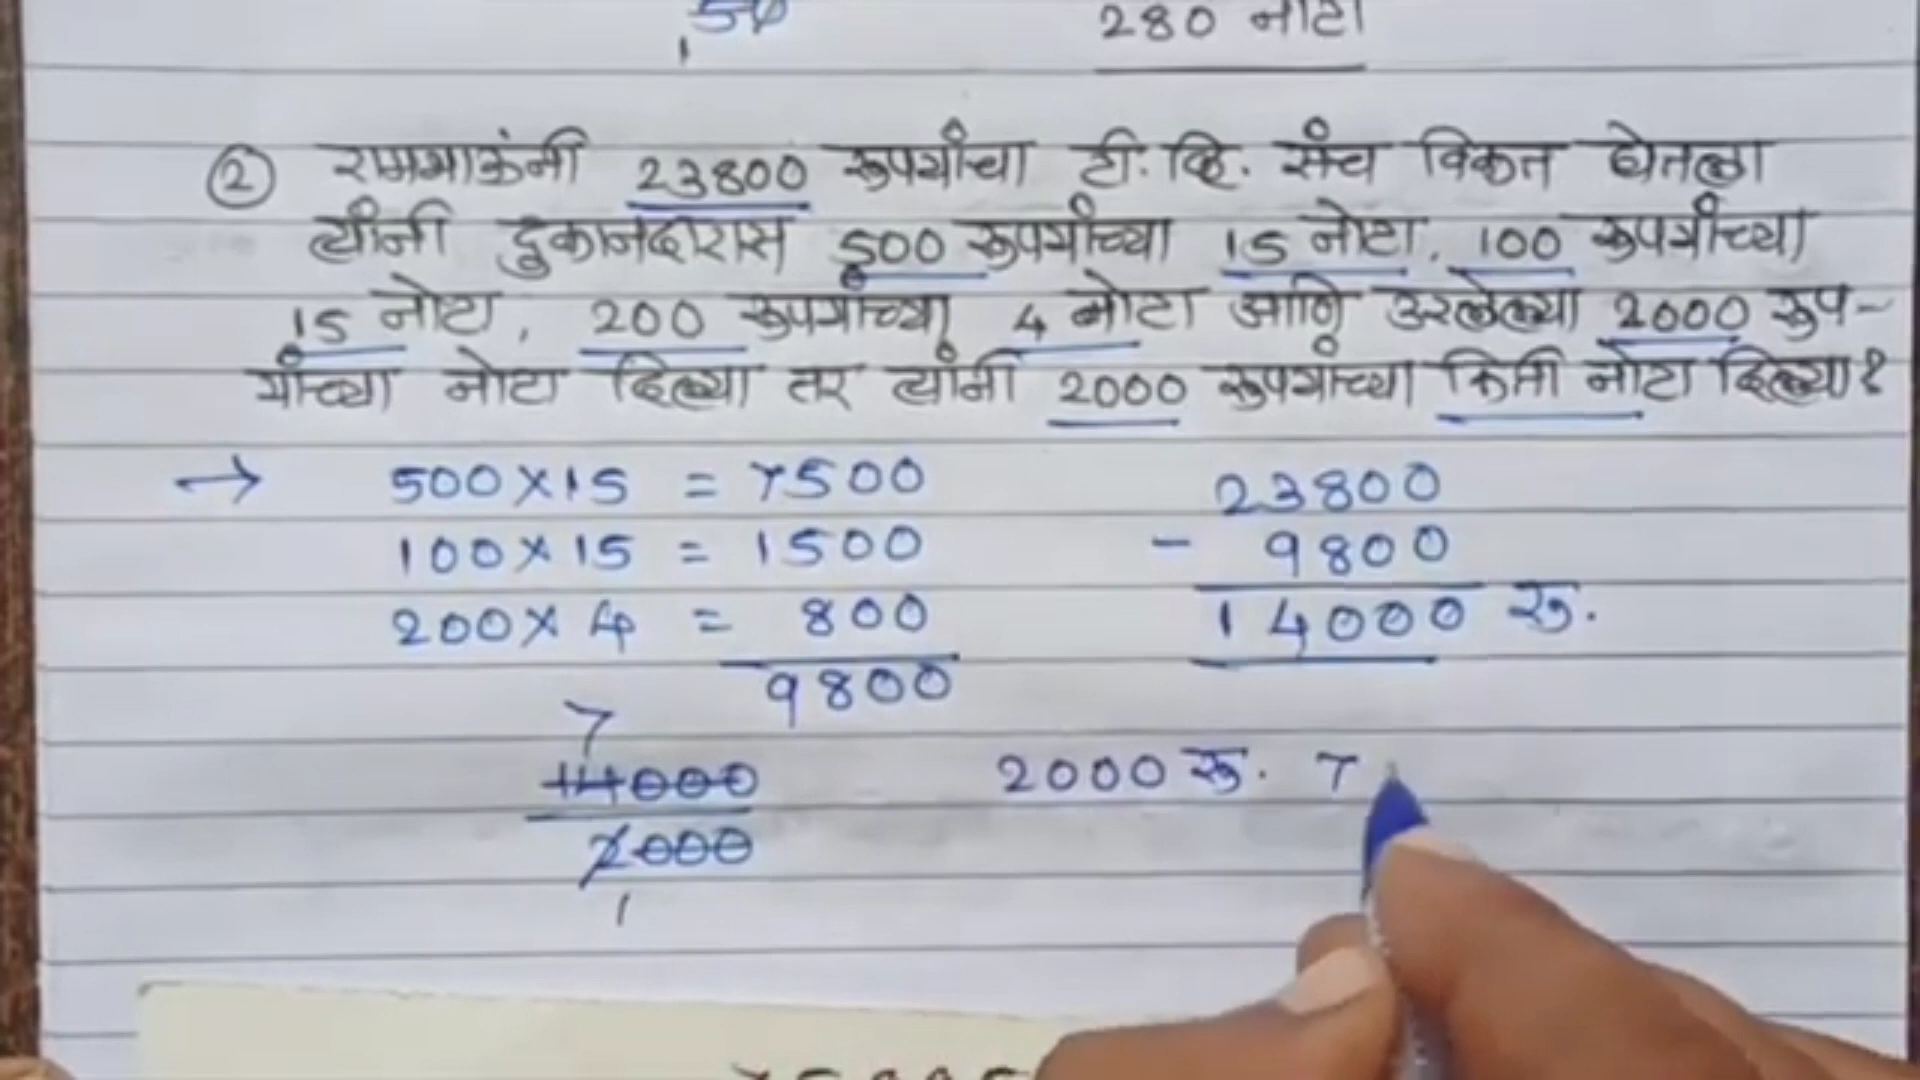 280 नोटा
② रामभाऊंनी 23800 रुपयांचा टी. व्हि. संच विकत घेतला
त्यांनी दुकानदारास 500 रुपयांच्या 15 नोटा, 100 रुपयांच्या
15 नोटा, 200 रुपयांच्या 4 नोटा आणि उरलेल्या 2000 रुप-
यांच्या नोटा दिल्या तर त्यांनी 2000 रुपयांच्या किती नोटा दिल्या?
→ 500 × 15 = 7500
100 × 15 = 1500
200 × 4 = 800
9800
23800
- 9800
14000 रु.
7
14000
2000
1
2000 रु. 7